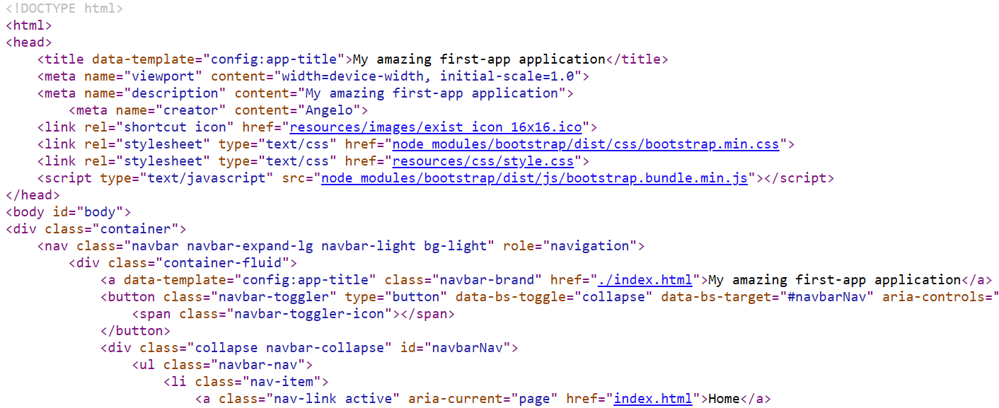 <!DOCTYPE html>
<html>
<head>
    <title data-template="config:app-title">My amazing first-app application</title>
    <meta name="viewport" content="width=device-width, initial-scale=1.0">
    <meta name="description" content="My amazing first-app application">
        <meta name="creator" content="Angelo">
    <link rel="shortcut icon" href="resources/images/exist_icon_16x16.ico">
    <link rel="stylesheet" type="text/css" href="node_modules/bootstrap/dist/css/bootstrap.min.css">
    <link rel="stylesheet" type="text/css" href="resources/css/style.css">
    <script type="text/javascript" src="node_modules/bootstrap/dist/js/bootstrap.bundle.min.js"></script>
</head>
<body id="body">
<div class="container">
    <nav class="navbar navbar-expand-lg navbar-light bg-light" role="navigation">
        <div class="container-fluid">
            <a data-template="config:app-title" class="navbar-brand" href="./index.html">My amazing first-app application</a>
            <button class="navbar-toggler" type="button" data-bs-toggle="collapse" data-bs-target="#navbarNav" aria-controls="
                <span class="navbar-toggler-icon"></span>
            </button>
            <div class="collapse navbar-collapse" id="navbarNav">
                <ul class="navbar-nav">
                    <li class="nav-item">
                        <a class="nav-link active" aria-current="page" href="index.html">Home</a>